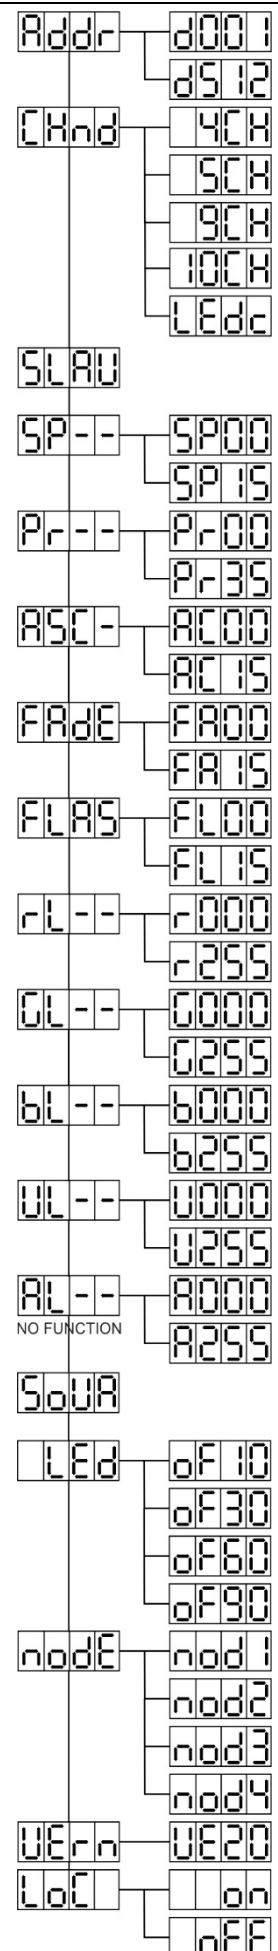 Addr d001
d512
CHnd 4CH
5CH
9CH
10CH
LEdc
SLAU
SP-- SP00
SP15
Pr-- Pr00
Pr35
ASC- AC00
AC15
FAdE FA00
FA15
FLAS FL00
FL15
rL-- r000
r255
GL-- G000
G255
bL-- b000
b255
UL-- U000
U255
AL-- A000
NO FUNCTION
A255
SoUA
LEd oF10
oF30
oF60
oF90
nodE nod1
nod2
nod3
nod4
UErn UE20
LoC on
oFF